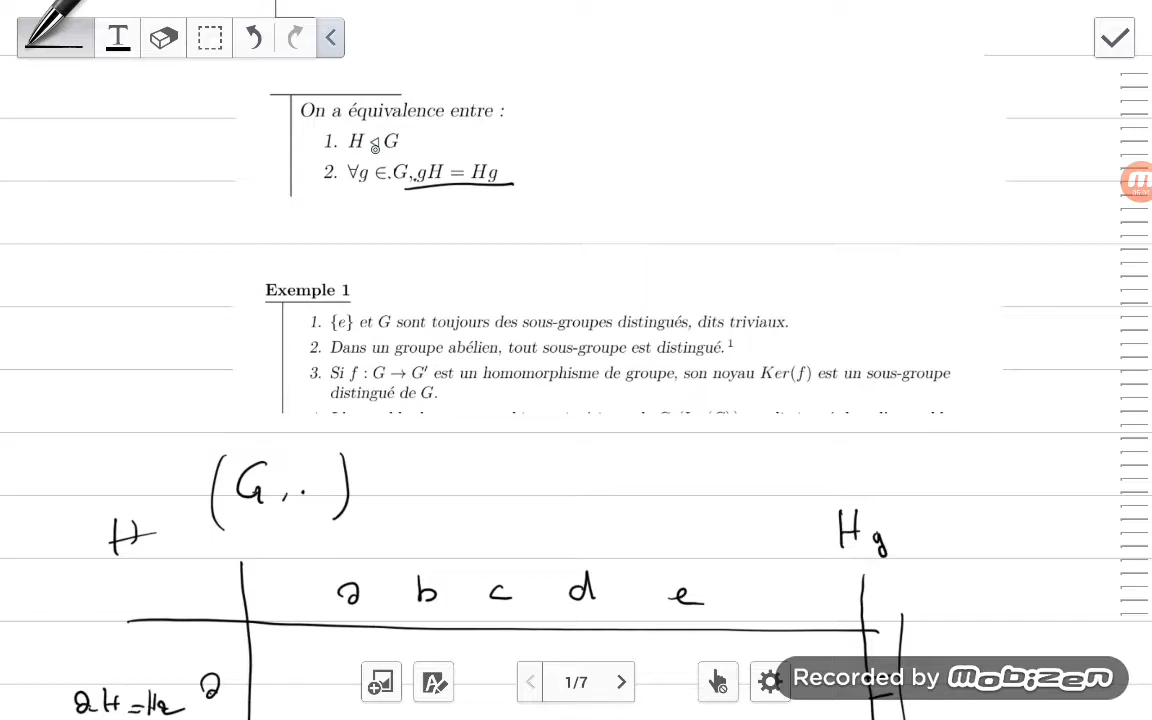 T
On a équivalence entre :
1. H ⊲ G
2. ∀g ∈ G, gH = Hg
Exemple 1
1. {e} et G sont toujours des sous-groupes distingués, dits triviaux.
2. Dans un groupe abélien, tout sous-groupe est distingué.¹
3. Si f : G → G′ est un homomorphisme de groupe, son noyau Ker(f) est un sous-groupe
distingué de G.
(G, .)
H
Hg
a b c d e
aH = Ha a
1/7
Recorded by mobizen